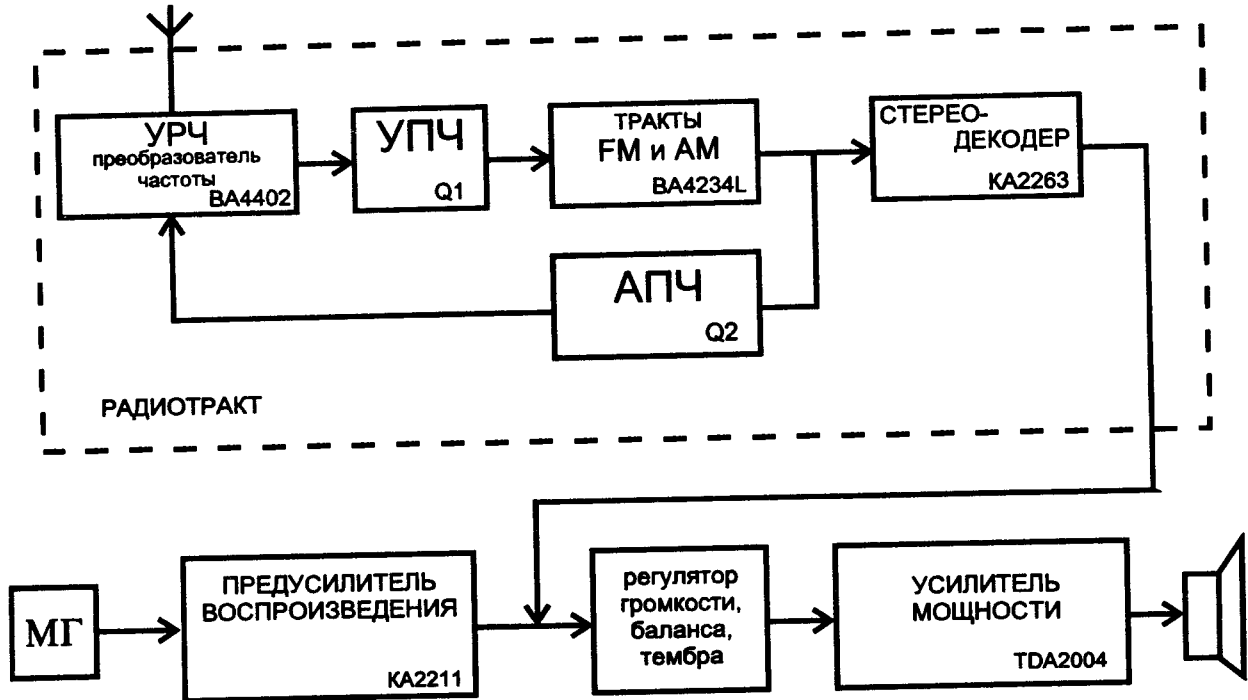 УРЧ
преобразователь
частоты
BA4402
УПЧ
Q1
ТРАКТЫ
FM и AM
BA4234L
СТЕРЕО-
ДЕКОДЕР
KA2263
АПЧ
Q2
РАДИОТРАКТ
МГ
ПРЕДУСИЛИТЕЛЬ
ВОСПРОИЗВЕДЕНИЯ
KA2211
регулятор
громкости,
баланса,
тембра
УСИЛИТЕЛЬ
МОЩНОСТИ
TDA2004